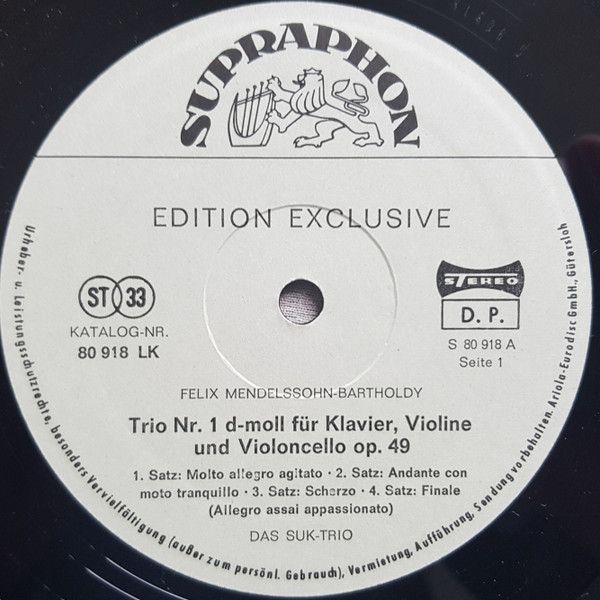 SUPRAPHON
EDITION EXCLUSIVE
ST 33
KATALOG-NR.
80 918 LK
STEREO
D. P.
S 80 918 A
Seite 1
FELIX MENDELSSOHN-BARTHOLDY
Trio Nr. 1 d-moll für Klavier, Violine
und Violoncello op. 49
1. Satz: Molto allegro agitato · 2. Satz: Andante con
moto tranquillo · 3. Satz: Scherzo · 4. Satz: Finale
(Allegro assai appassionato)
DAS SUK-TRIO
Urheber- u. Leistungsschutzrechte, besonders Vervielfältigung (außer zum persönl. Gebrauch), Vermietung, Aufführung, Sendung vorbehalten. Ariola-Eurodisc GmbH., Gütersloh